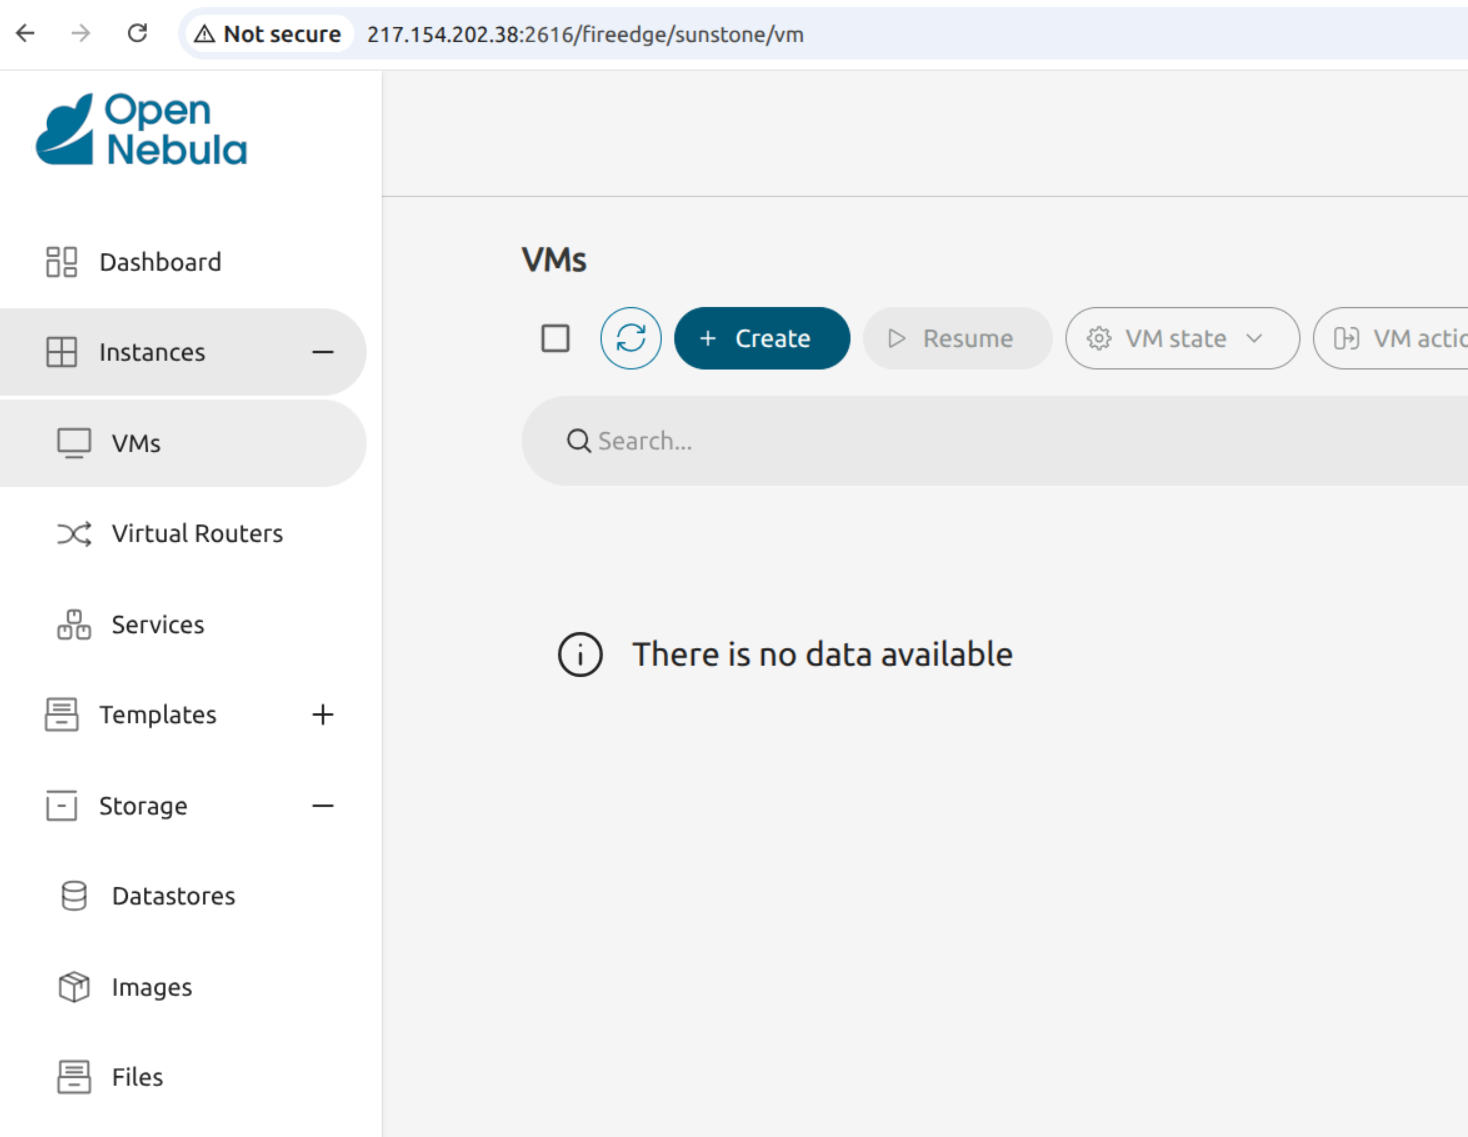 Not secure 217.154.202.38:2616/fireedge/sunstone/vm
Open
Nebula
Dashboard
Instances
VMs
Virtual Routers
Services
Templates
Storage
Datastores
Images
Files
VMs
+ Create
Resume
VM state
VM actio
Search...
There is no data available